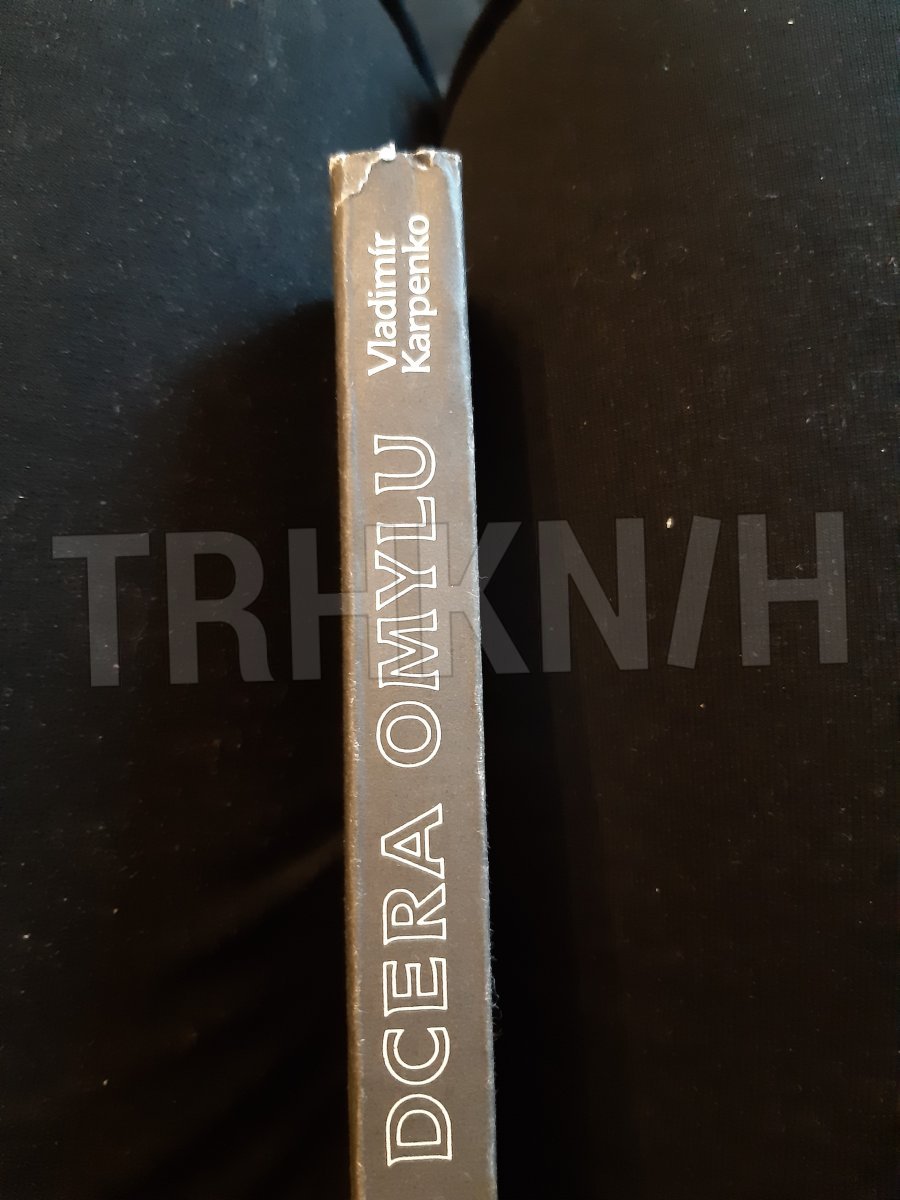 Vladimír
Karpenko
DCERA OMYLU
TRHKNIH